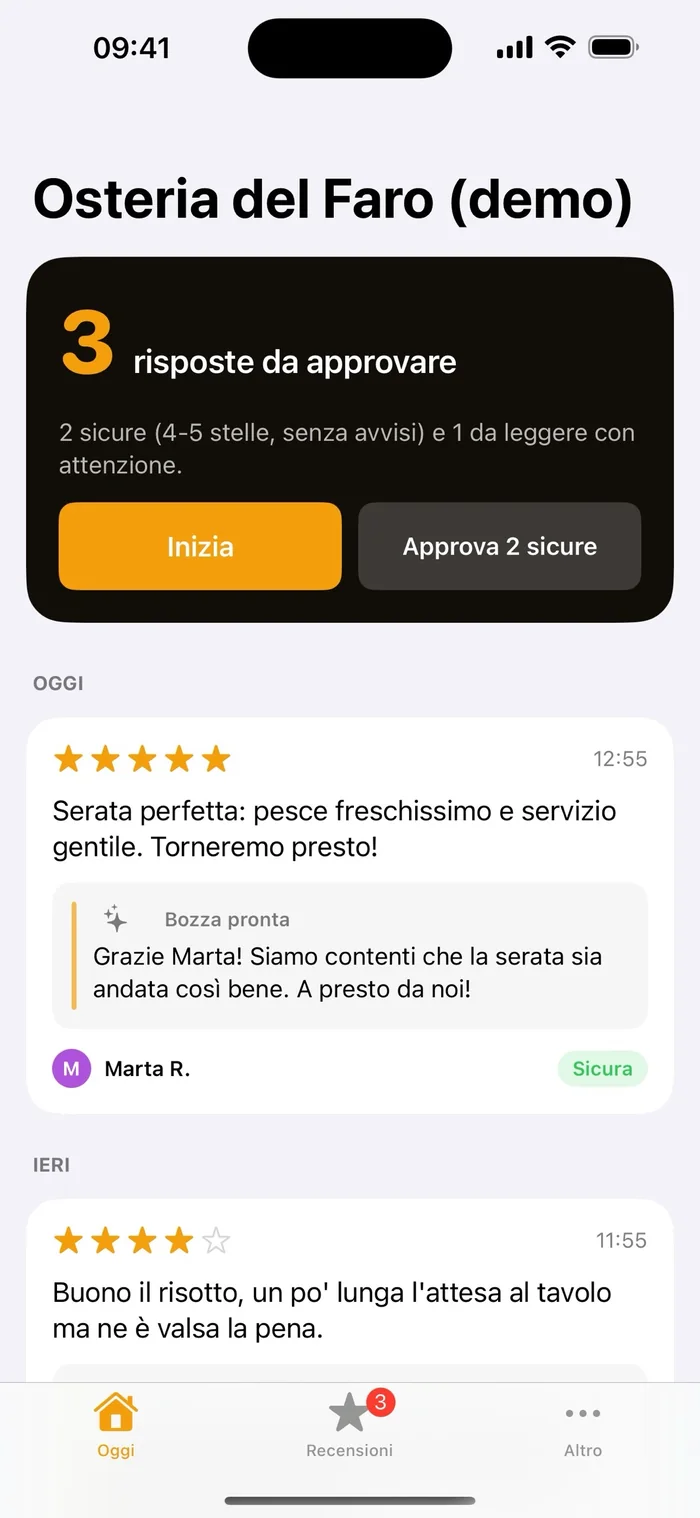 09:41
Osteria del Faro (demo)
3 risposte da approvare
2 sicure (4-5 stelle, senza avvisi) e 1 da leggere con
attenzione.
Inizia
Approva 2 sicure
OGGI
12:55
Serata perfetta: pesce freschissimo e servizio
gentile. Torneremo presto!
Bozza pronta
Grazie Marta! Siamo contenti che la serata sia
andata così bene. A presto da noi!
M
Marta R.
Sicura
IERI
11:55
Buono il risotto, un po' lunga l'attesa al tavolo
ma ne è valsa la pena.
3
Oggi
Recensioni
Altro